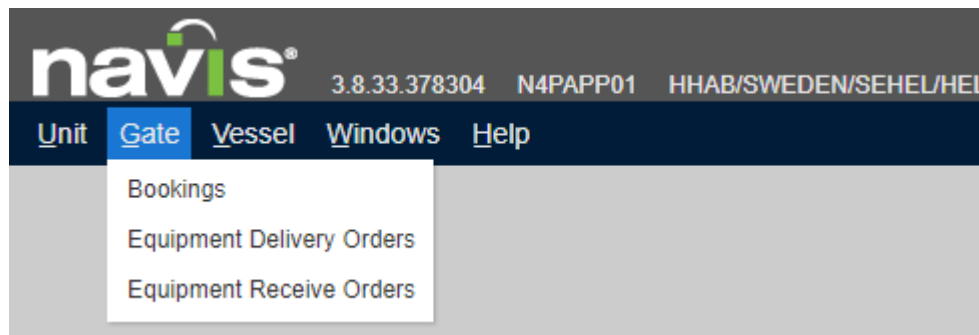 navis® 3.8.33.378304 N4PAPP01 HHAB/SWEDEN/SEHEL/HEL
Unit Gate Vessel Windows Help
Bookings
Equipment Delivery Orders
Equipment Receive Orders